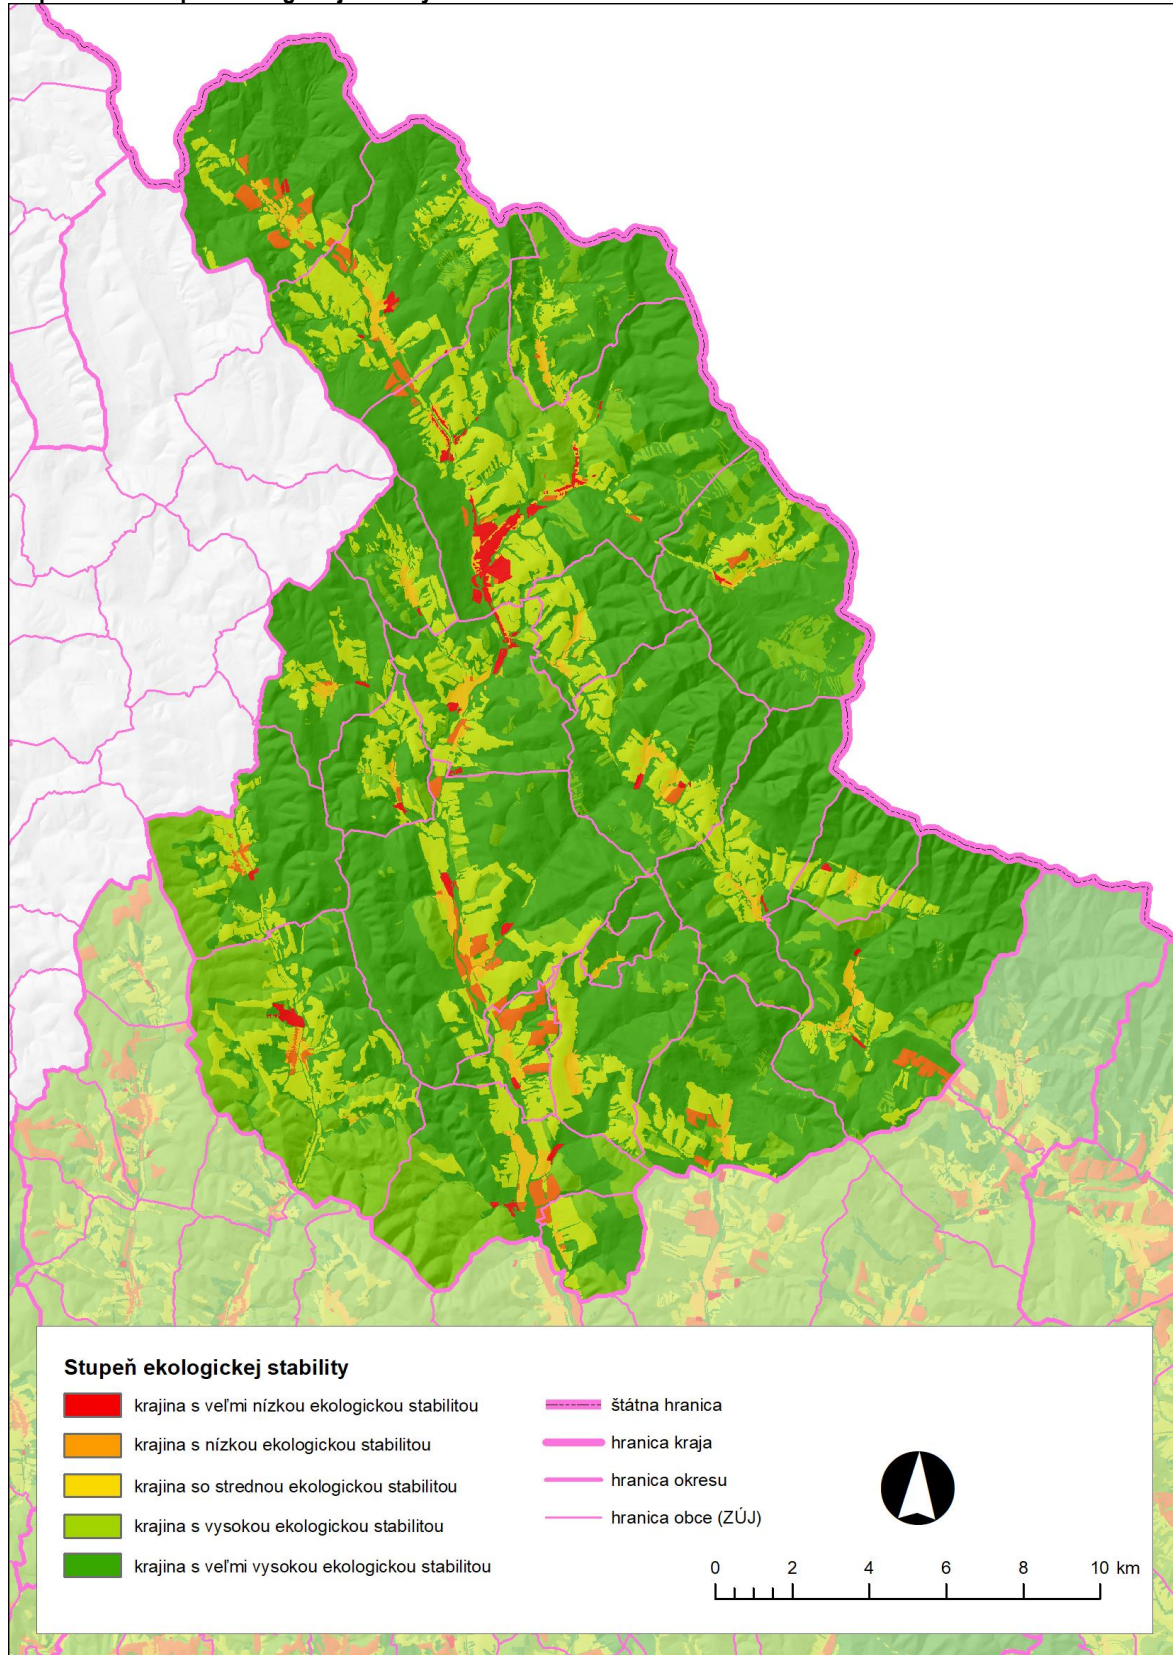 Stupeň ekologickej stability
krajina s veľmi nízkou ekologickou stabilitou
krajina s nízkou ekologickou stabilitou
krajina so strednou ekologickou stabilitou
krajina s vysokou ekologickou stabilitou
krajina s veľmi vysokou ekologickou stabilitou
štátna hranica
hranica kraja
hranica okresu
hranica obce (ZÚJ)
0 2 4 6 8 10 km